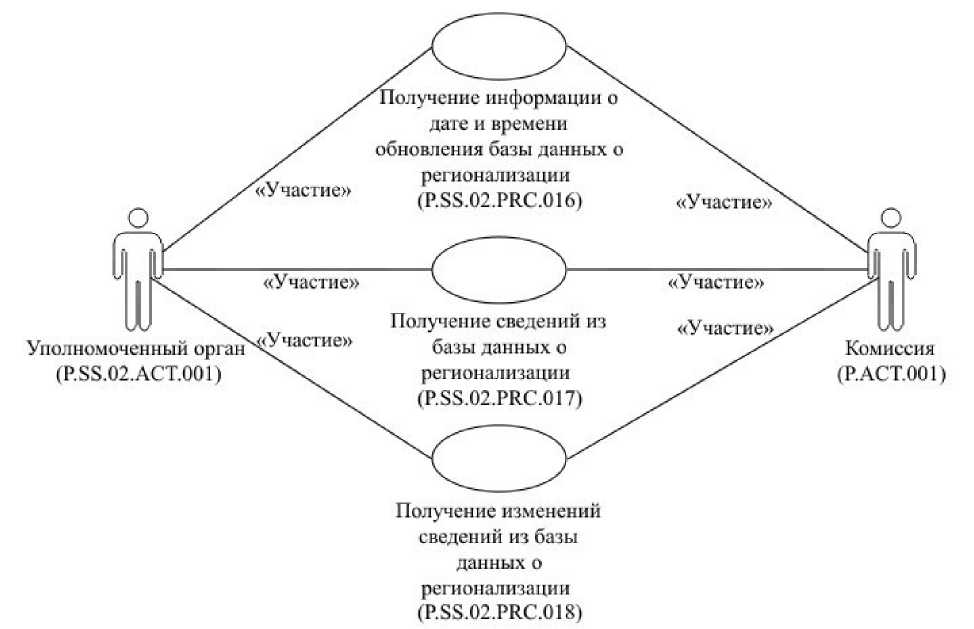 Получение информации о
дате и времени
обновления базы данных о
регионализации
(P.SS.02.PRC.016)
«Участие»
«Участие»
«Участие»
«Участие»
Получение сведений из
базы данных о
регионализации
(P.SS.02.PRC.017)
«Участие»
«Участие»
Уполномоченный орган
(P.SS.02.ACT.001)
Комиссия
(P.ACT.001)
Получение изменений
сведений из базы
данных о
регионализации
(P.SS.02.PRC.018)